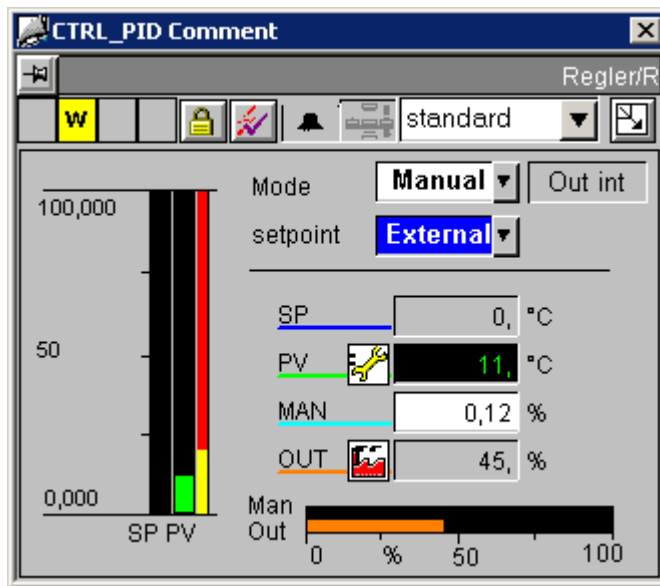 CTRL_PID Comment
Regler/R
W
standard
Mode Manual Out int
setpoint External
100,000
50
0,000
SP PV
SP 0, °C
PV 11, °C
MAN 0,12 %
OUT 45, %
Man
Out
0 % 50 100